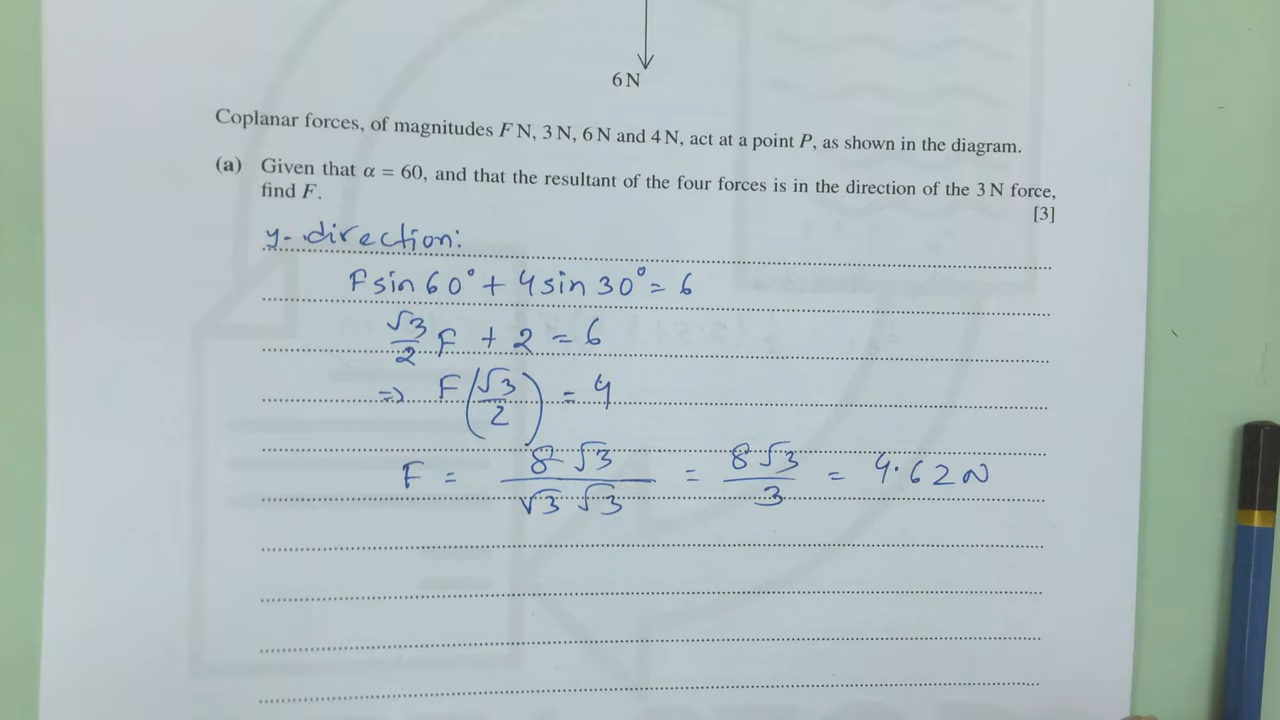 6 N
Coplanar forces, of magnitudes F N, 3 N, 6 N and 4 N, act at a point P, as shown in the diagram.
(a) Given that α = 60, and that the resultant of the four forces is in the direction of the 3 N force,
find F.
[3]
y-direction:
F sin 60° + 4 sin 30° = 6
√3/2 F + 2 = 6
=> F(√3/2) = 4
F = 8√3/√3 √3 = 8√3/3 = 4.62 N